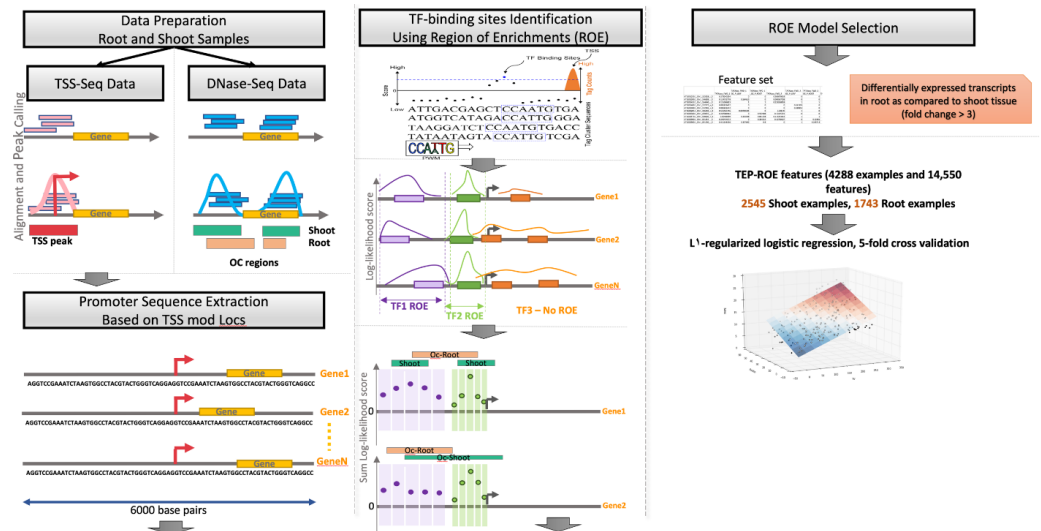 Data Preparation
Root and Shoot Samples
TSS-Seq Data
DNase-Seq Data
Alignment and Peak Calling
Gene
Gene
Gene
Gene
TSS peak
Shoot
Root
OC regions
Promoter Sequence Extraction
Based on TSS mod Locs
Gene
Gene1
AGGTCCGAAATCTAAGTGGCCTACGTACTGGGTCAGGAGGTCCGAAATCTAAGTGGCCTACGTACTGGGTCAGGCC
Gene
Gene2
AGGTCCGAAATCTAAGTGGCCTACGTACTGGGTCAGGAGGTCCGAAATCTAAGTGGCCTACGTACTGGGTCAGGCC
Gene
GeneN
AGGTCCGAAATCTAAGTGGCCTACGTACTGGGTCAGGAGGTCCGAAATCTAAGTGGCCTACGTACTGGGTCAGGCC
6000 base pairs
TF-binding sites Identification
Using Region of Enrichments (ROE)
TSS
High
TF Binding Sites
High
Score
Tag Counts
Low
ATTGACGAGCTCCAATGTGA
ATGGTCATAGACCATTGGGA
TAAGGATCTCCAATGTGACC
TATAATAGTACCATTGTCGA
Tag Cluster Sequences
CCAATG
PWM
Log-likelihood score
Gene1
Gene2
GeneN
TF1 ROE
TF2 ROE
TF3 – No ROE
Oc-Root
Shoot
Shoot
Sum Log-likelihood score
0
Gene1
Oc-Root
Oc-Shoot
0
Gene2
ROE Model Selection
Feature set
Differentially expressed transcripts
in root as compared to shoot tissue
(fold change > 3)
TEP-ROE features (4288 examples and 14,550
features)
2545 Shoot examples, 1743 Root examples
L1-regularized logistic regression, 5-fold cross validation